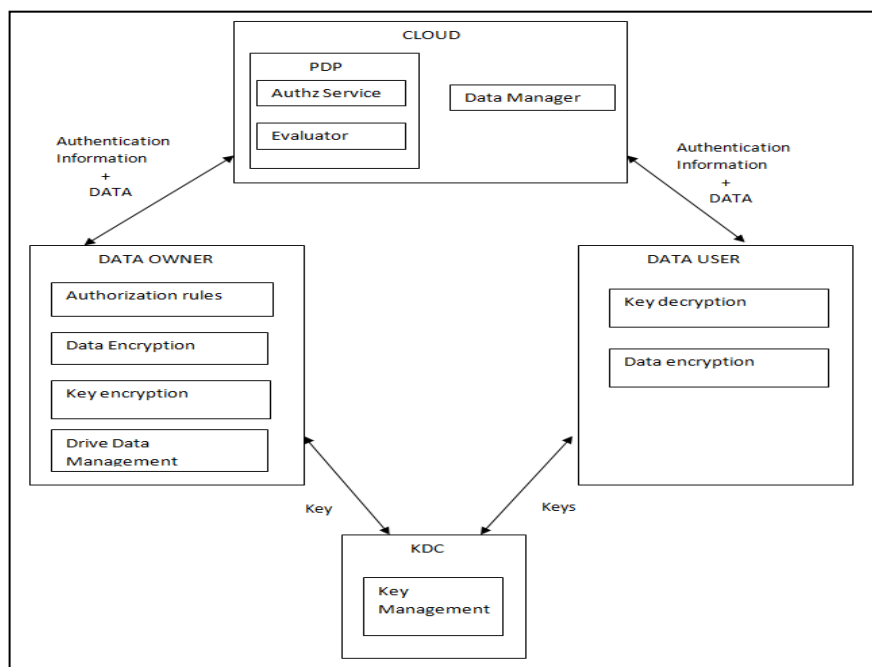 CLOUD
PDP
Authz Service
Evaluator
Data Manager
Authentication
Information
+
DATA
Authentication
Information
+
DATA
DATA OWNER
Authorization rules
Data Encryption
Key encryption
Drive Data
Management
DATA USER
Key decryption
Data encryption
Key
Keys
KDC
Key
Management